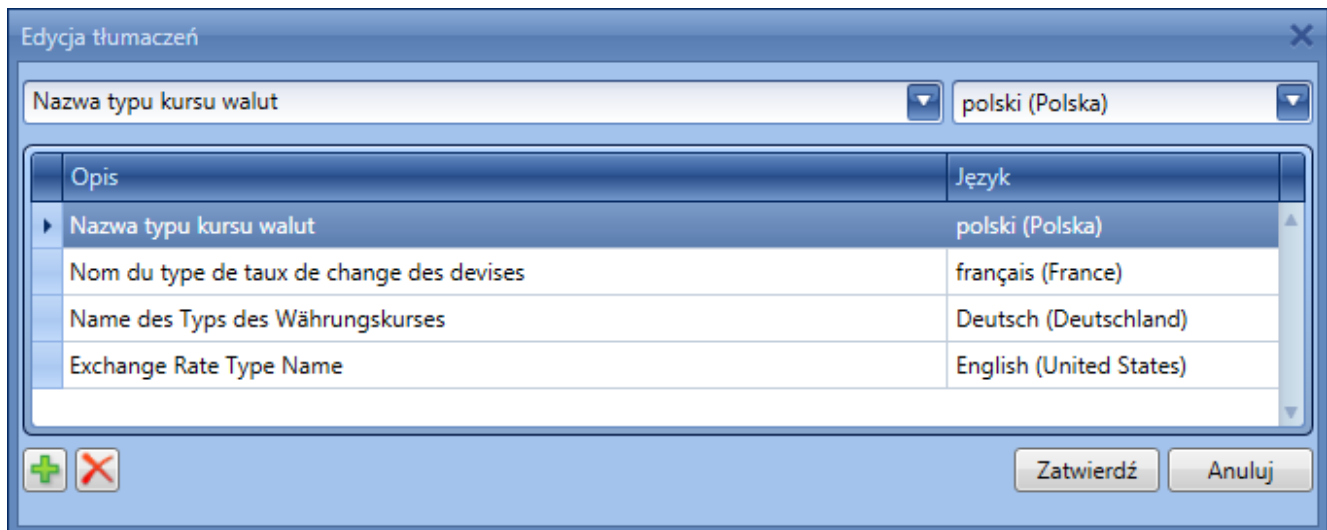 Edycja tłumaczeń
Nazwa typu kursu walut polski (Polska)
Opis Język
Nazwa typu kursu walut polski (Polska)
Nom du type de taux de change des devises français (France)
Name des Typs des Währungskurses Deutsch (Deutschland)
Exchange Rate Type Name English (United States)
Zatwierdź Anuluj